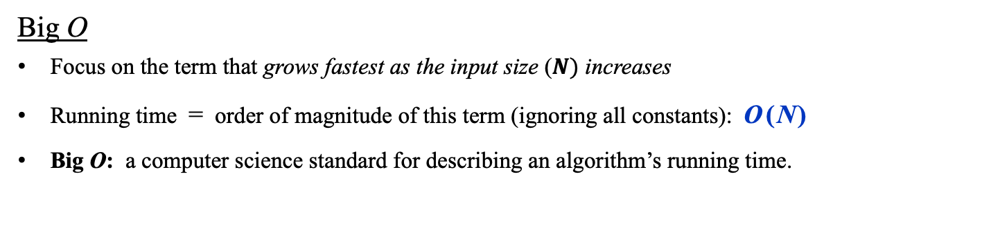 Big O
• Focus on the term that grows fastest as the input size (N) increases
• Running time = order of magnitude of this term (ignoring all constants): O(N)
• Big O: a computer science standard for describing an algorithm’s running time.